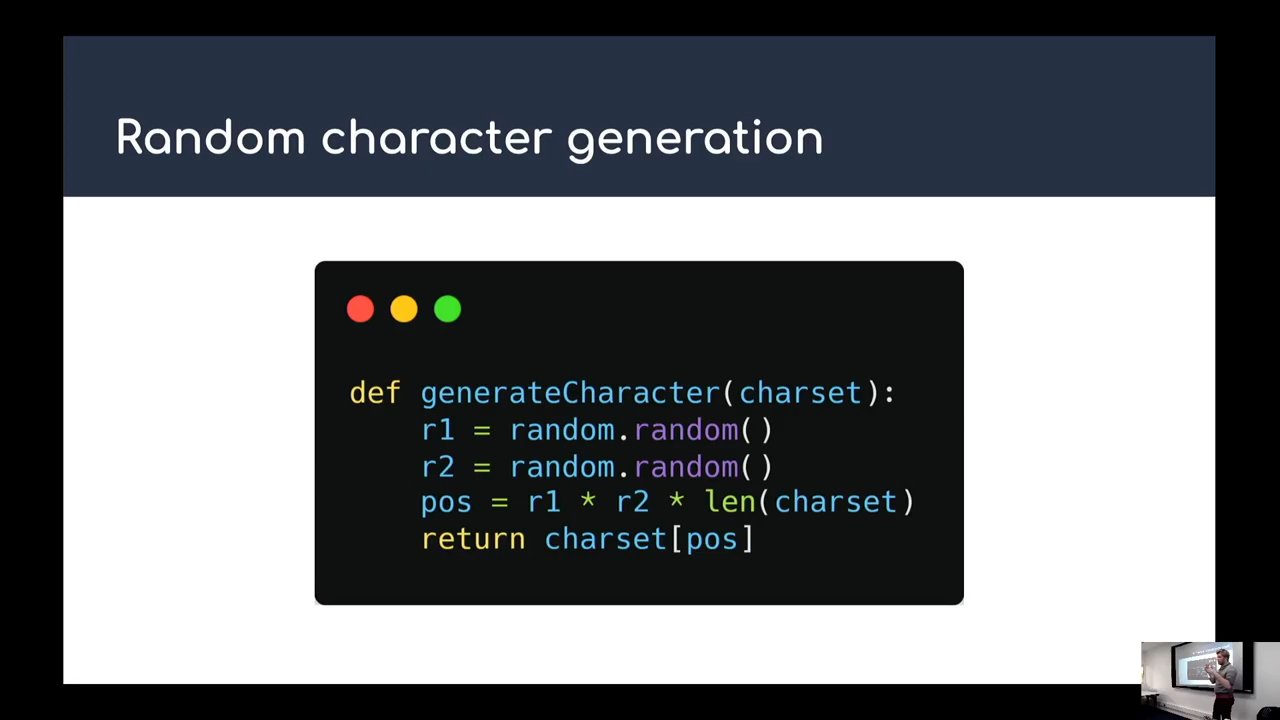 Random character generation
def generateCharacter(charset):
    r1 = random.random()
    r2 = random.random()
    pos = r1 * r2 * len(charset)
    return charset[pos]